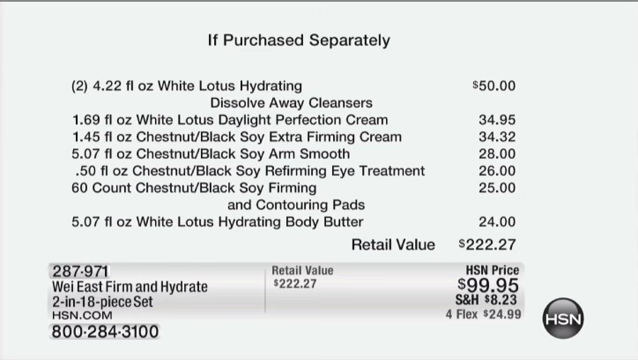 If Purchased Separately
(2) 4.22 fl oz White Lotus Hydrating $50.00
Dissolve Away Cleansers
1.69 fl oz White Lotus Daylight Perfection Cream 34.95
1.45 fl oz Chestnut/Black Soy Extra Firming Cream 34.32
5.07 fl oz Chestnut/Black Soy Arm Smooth 28.00
.50 fl oz Chestnut/Black Soy Refirming Eye Treatment 26.00
60 Count Chestnut/Black Soy Firming 25.00
and Contouring Pads
5.07 fl oz White Lotus Hydrating Body Butter 24.00
Retail Value $222.27
287-971
Wei East Firm and Hydrate
2-in-18-piece Set
HSN.COM
800-284-3100
Retail Value
$222.27
HSN Price
$99.95
S&H $8.23
4 Flex $24.99
HSN